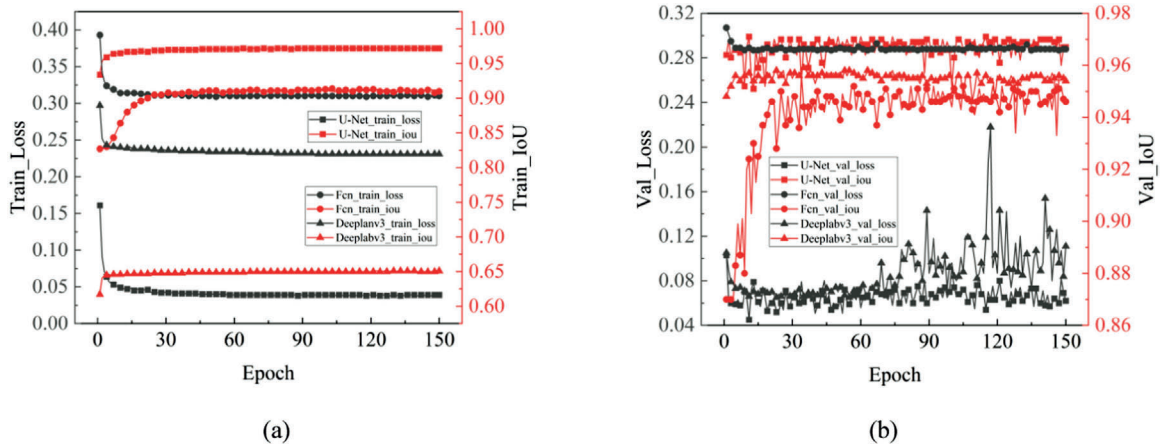 0.40
0.35
0.30
0.25
0.20
0.15
0.10
0.05
0.00
Train_Loss
0
30
60
90
120
150
Epoch
1.00
0.95
0.90
0.85
0.80
0.75
0.70
0.65
0.60
Train_IoU
U-Net_train_loss
U-Net_train_iou
Fcn_train_loss
Fcn_train_iou
Deeplanv3_train_loss
Deeplabv3_train_iou
(a)
0.32
0.28
0.24
0.20
0.16
0.12
0.08
0.04
Val_Loss
0
30
60
90
120
150
Epoch
0.98
0.96
0.94
0.92
0.90
0.88
0.86
Val_IoU
U-Net_val_loss
U-Net_val_iou
Fcn_val_loss
Fcn_val_iou
Deeplabv3_val_loss
Deeplabv3_val_iou
(b)